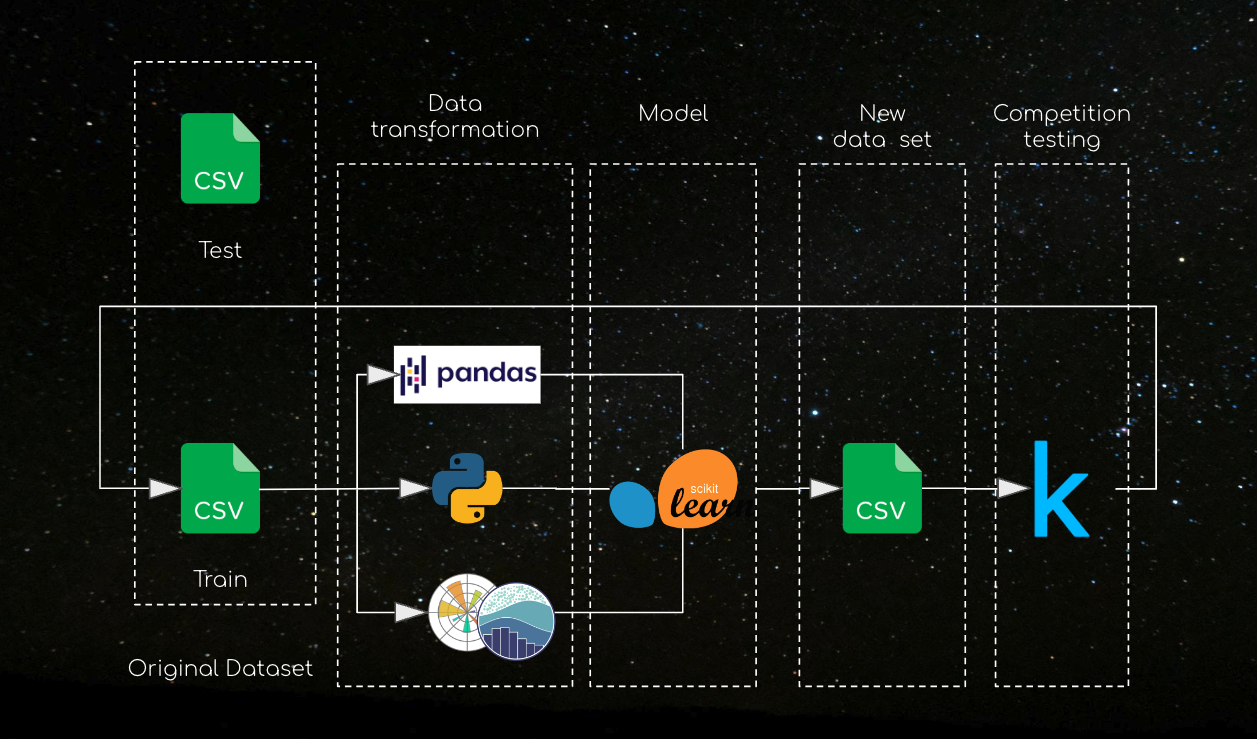 CSV
Test
Data
transformation
Model
New
data set
Competition
testing
pandas
CSV
scikit
learn
CSV
k
Train
Original Dataset